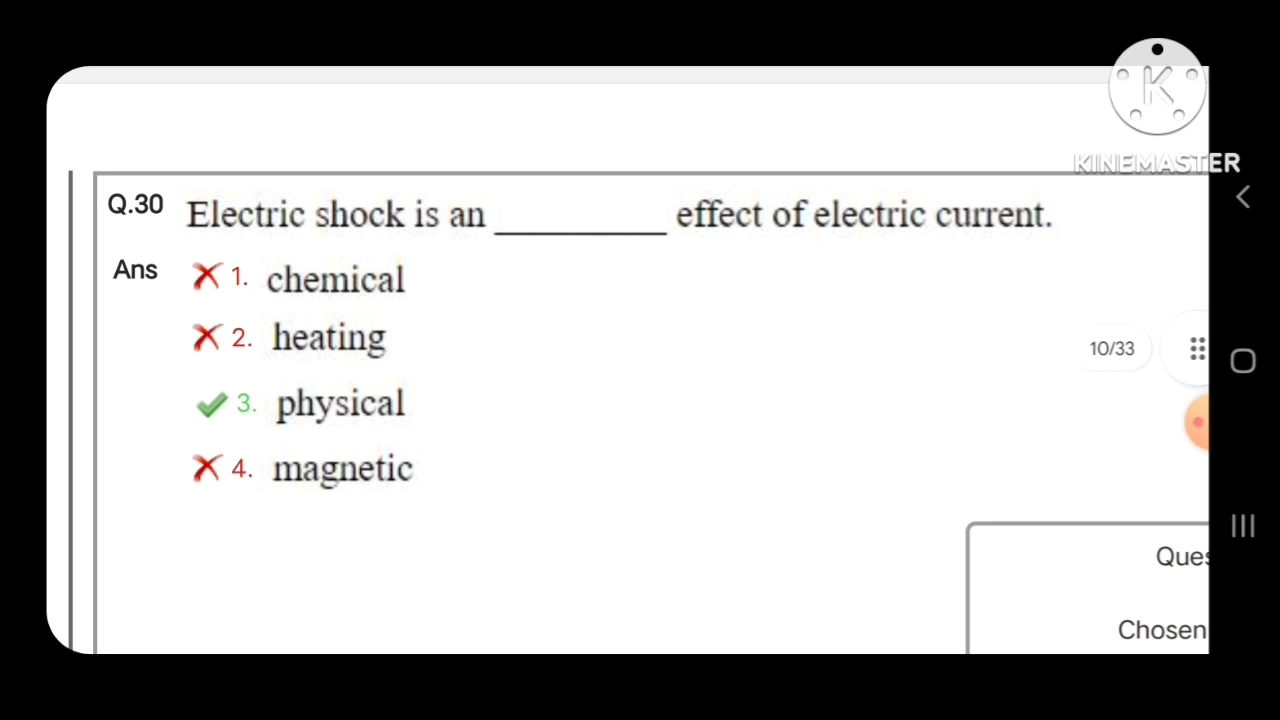 K
KINEMASTER
Q.30 Electric shock is an _________ effect of electric current.
Ans 1. chemical
2. heating
10/33
3. physical
4. magnetic
Ques
Chosen